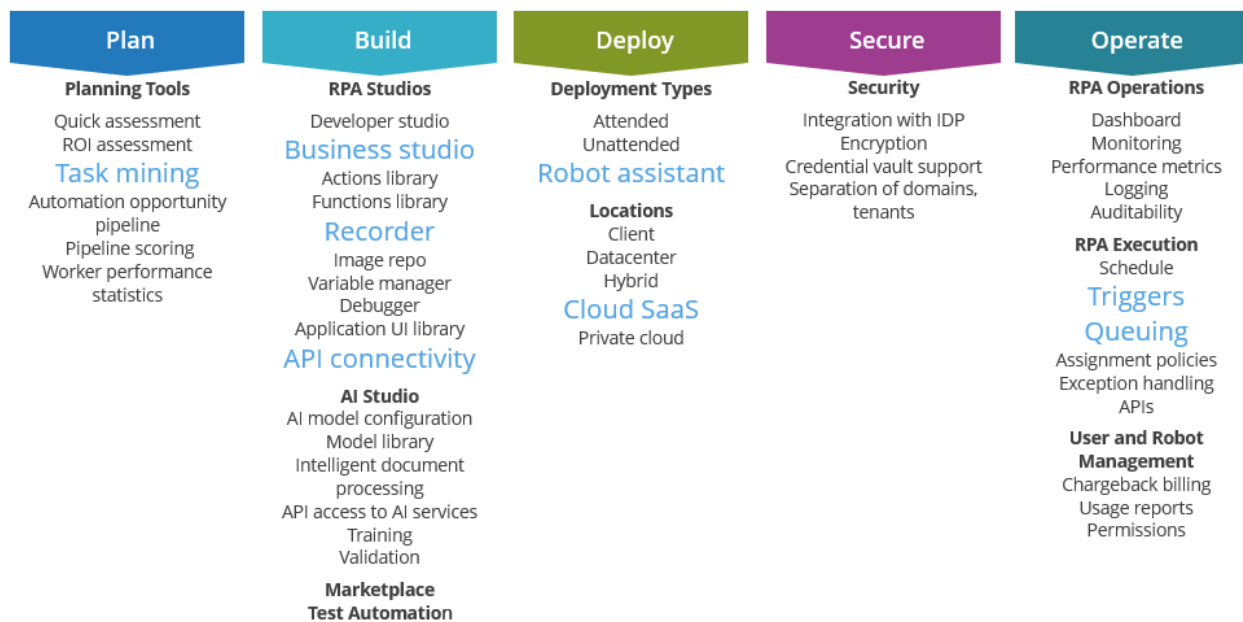 Plan
Planning Tools
Quick assessment
ROI assessment
Task mining
Automation opportunity
pipeline
Pipeline scoring
Worker performance
statistics
Build
RPA Studios
Developer studio
Business studio
Actions library
Functions library
Recorder
Image repo
Variable manager
Debugger
Application UI library
API connectivity
AI Studio
AI model configuration
Model library
Intelligent document
processing
API access to AI services
Training
Validation
Marketplace
Test Automation
Deploy
Deployment Types
Attended
Unattended
Robot assistant
Locations
Client
Datacenter
Hybrid
Cloud SaaS
Private cloud
Secure
Security
Integration with IDP
Encryption
Credential vault support
Separation of domains,
tenants
Operate
RPA Operations
Dashboard
Monitoring
Performance metrics
Logging
Auditability
RPA Execution
Schedule
Triggers
Queuing
Assignment policies
Exception handling
APIs
User and Robot
Management
Chargeback billing
Usage reports
Permissions